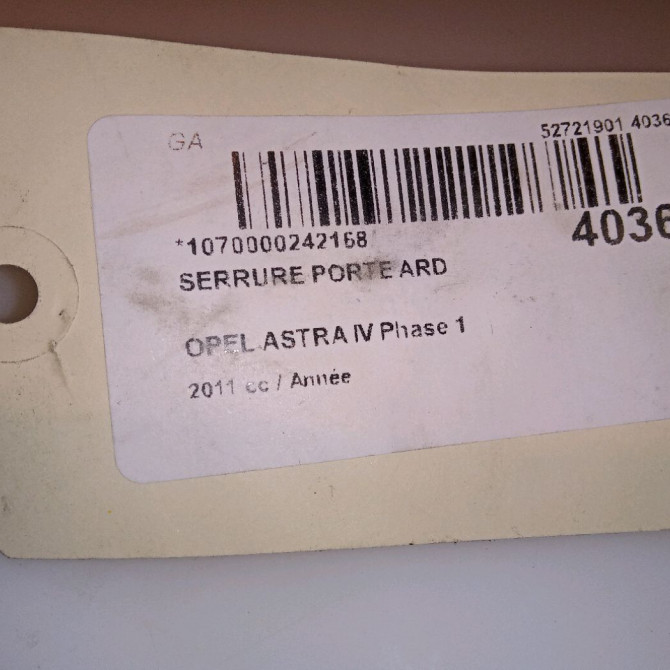 GA
52721901 4036
4036
*1070000242168
SERRURE PORTE ARD
OPEL ASTRA IV Phase 1
2011 cc / Année